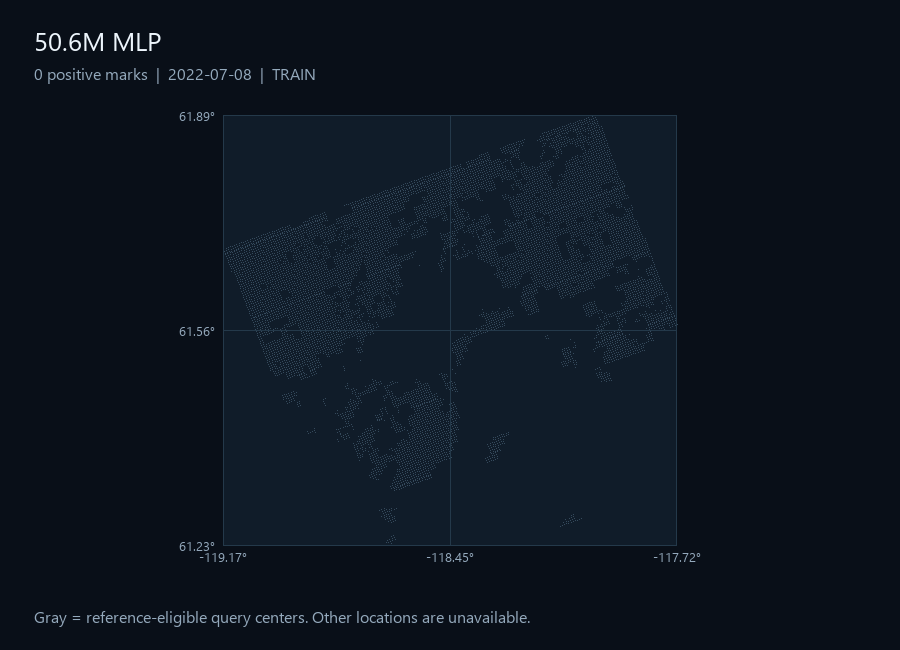 50.6M MLP
0 positive marks | 2022-07-08 | TRAIN
61.89°
61.56°
61.23°
-119.17°
-118.45°
-117.72°
Gray = reference-eligible query centers. Other locations are unavailable.